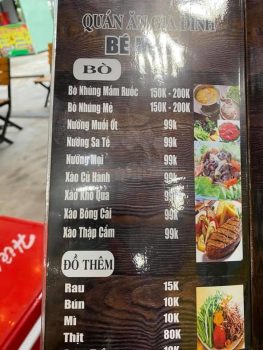 QUÁN ĂN GIA ĐÌNH
BÉ
BÒ
Bò Nhúng Mắm Ruốc 150K - 200K
Bò Nhúng Mẻ 150K - 200K
Nướng Muối Ớt 99k
Nướng Sa Tế 99k
Nướng Mọi 99k
Xào Củ Hành 99k
Xào Khổ Qua 99k
Xào Bông Cải 99k
Xào Thập Cẩm 99k
ĐỒ THÊM
Rau 15K
Bún 10K
Mì 10K
Thịt 80K